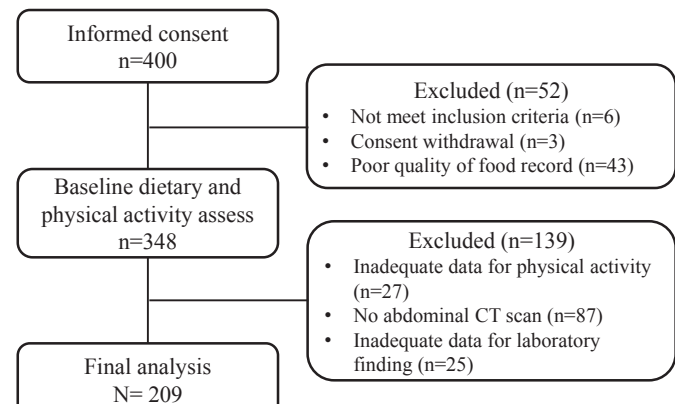 Informed consent
n=400
Excluded (n=52)
• Not meet inclusion criteria (n=6)
• Consent withdrawal (n=3)
• Poor quality of food record (n=43)
Baseline dietary and
physical activity assess
n=348
Excluded (n=139)
• Inadequate data for physical activity
(n=27)
• No abdominal CT scan (n=87)
• Inadequate data for laboratory
finding (n=25)
Final analysis
N= 209